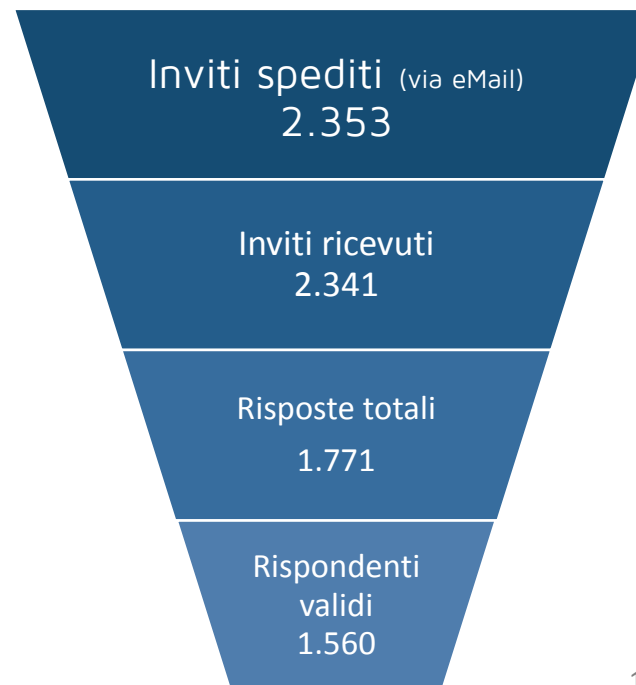 Inviti spediti (via eMail)
2.353
Inviti ricevuti
2.341
Risposte totali
1.771
Rispondenti
validi
1.560